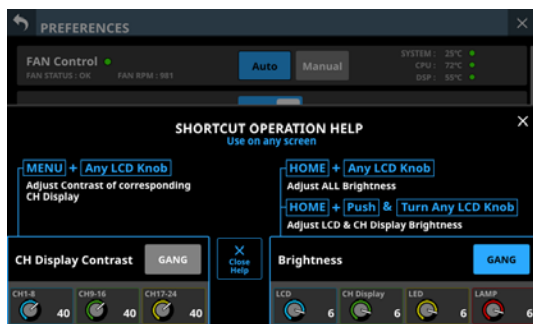 PREFERENCES
FAN Control
FAN STATUS : OK FAN RPM : 981
Auto
Manual
SYSTEM : 25°C
CPU : 72°C
DSP : 55°C
SHORTCUT OPERATION HELP
Use on any screen
MENU + Any LCD Knob
Adjust Contrast of corresponding
CH Display
HOME + Any LCD Knob
Adjust ALL Brightness
HOME + Push & Turn Any LCD Knob
Adjust LCD & CH Display Brightness
CH Display Contrast
GANG
Close
Help
Brightness
GANG
CH1-8 CH9-16 CH17-24
40 40 40
LCD CH Display LED LAMP
6 6 6 6